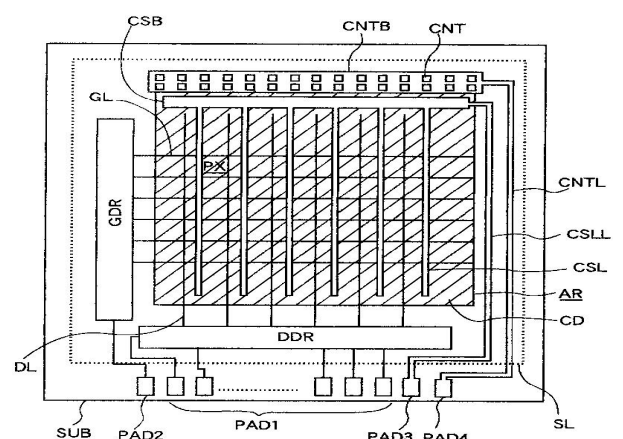 CSB
CNTB
CNT
GL
PX
GDR
CNTL
CSLL
CSL
AR
CD
DDR
DL
SL
SUB
PAD2
PAD1
PAD3
PAD4